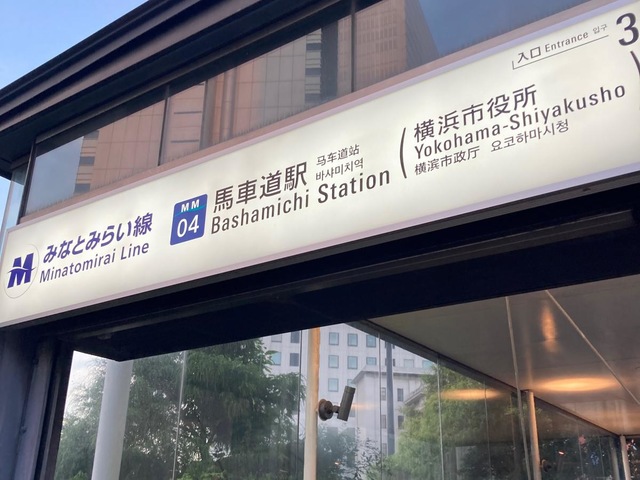 入口 Entrance 입구 3
M みなとみらい線
Minatomirai Line
MM
04
馬車道駅
Bashamichi Station
马车道站
바샤미치역
(横浜市役所
Yokohama-Shiyakusho
横滨市政厅 요코하마시청